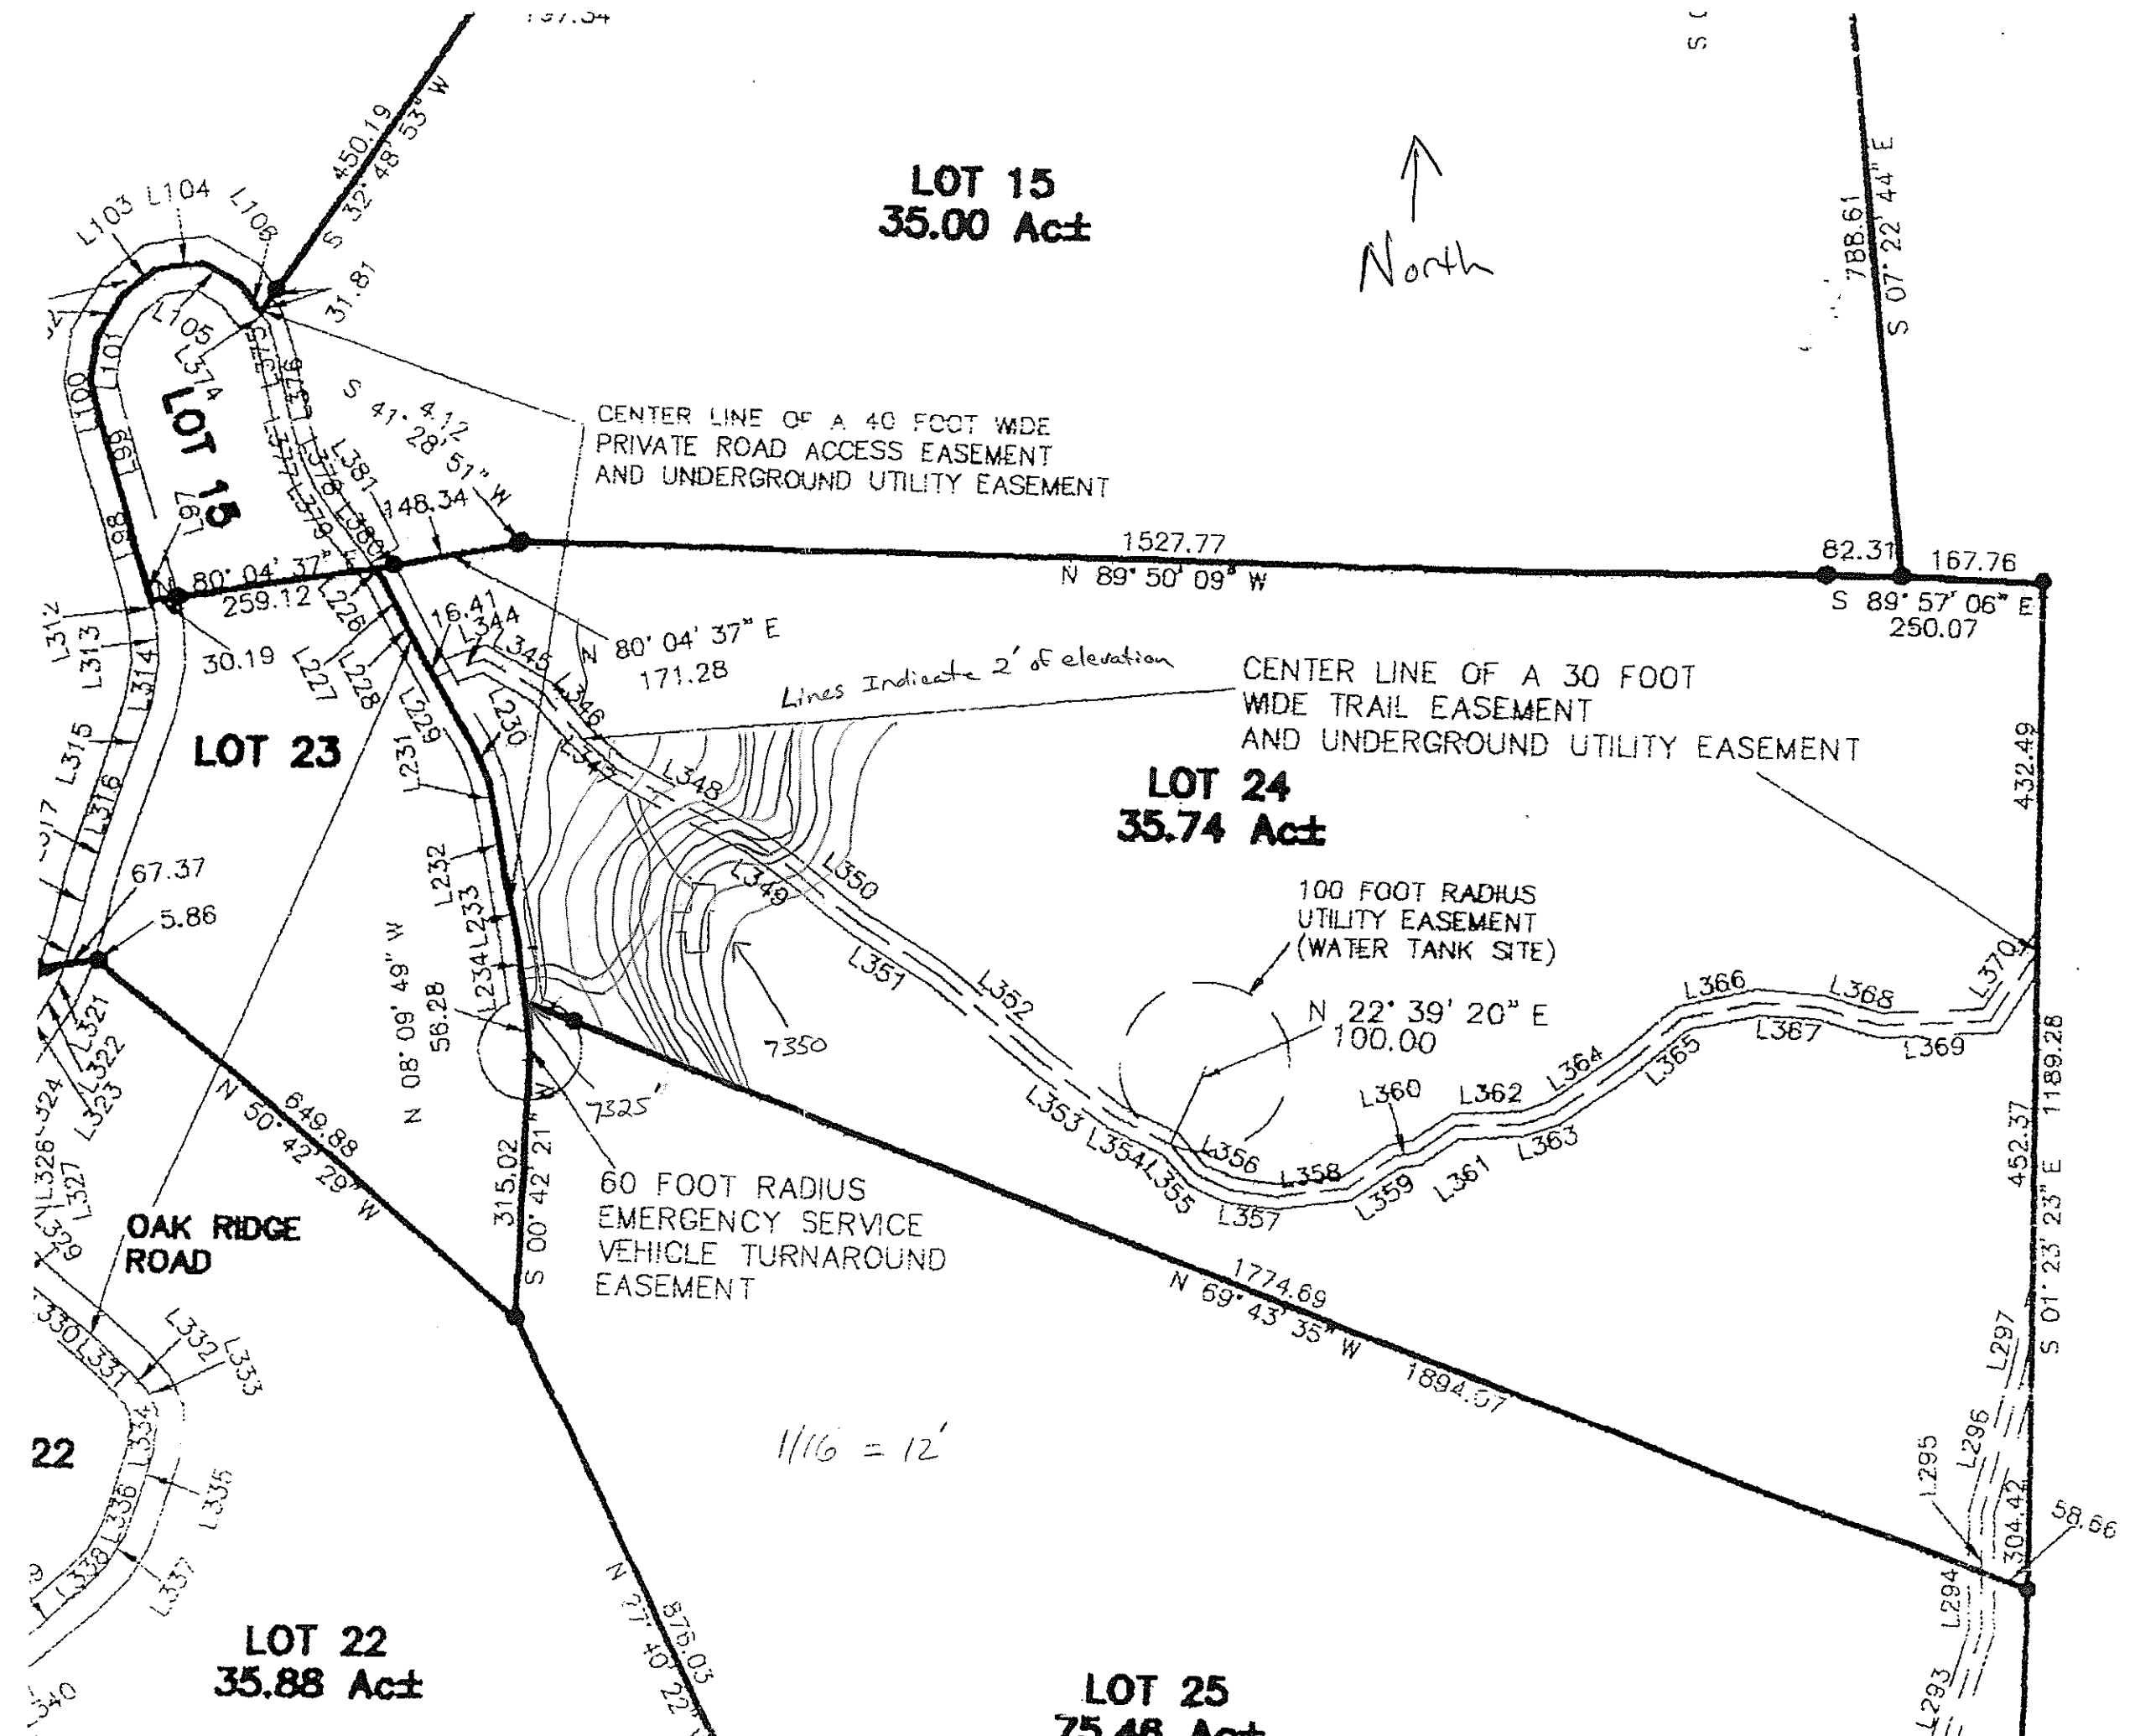 450.19
S 32° 48' 53" W
788.61
S 07° 22' 44" E
LOT 15
35.00 Ac±
North
L103
L104
L106
31.81
L105
L101
L100
L99
L98
L97
LOT 15
L376
L381
L380
S 41° 28' 51" W
4.12
148.34
CENTER LINE OF A 40 FOOT WIDE
PRIVATE ROAD ACCESS EASEMENT
AND UNDERGROUND UTILITY EASEMENT
1527.77
N 89° 50' 09" W
82.31
167.76
S 89° 57' 06" E
250.07
N 80° 04' 37" E
259.12
30.19
L312
L313
L314
L315
L316
L226
L227
L228
L229
L230
L231
L232
L233
L234
16.41
L344
L345
L346
L347
L348
N 80° 04' 37" E
171.28
Lines Indicate 2' of elevation
CENTER LINE OF A 30 FOOT
WIDE TRAIL EASEMENT
AND UNDERGROUND UTILITY EASEMENT
432.49
LOT 23
LOT 24
35.74 Ac±
67.37
5.86
L349
L350
L351
L352
100 FOOT RADIUS
UTILITY EASEMENT
(WATER TANK SITE)
N 22° 39' 20" E
100.00
7350
7325'
N 08° 09' 49" W
56.28
L353
L354
L355
L356
L357
L358
L359
L360
L361
L362
L363
L364
L365
L366
L367
L368
L369
L370
1189.28
452.37
S 01° 23' 23" E
L321
L322
L323
L326
L327
L329
649.88
N 50° 42' 29" W
315.02
S 00° 42' 21" W
60 FOOT RADIUS
EMERGENCY SERVICE
VEHICLE TURNAROUND
EASEMENT
OAK RIDGE
ROAD
L331
L332
L333
L334
L335
L336
L337
L338
1774.69
N 69° 43' 35" W
1894.07
1/16 = 12'
22
L297
L296
L295
L294
L293
304.42
58.66
876.03
LOT 22
35.88 Ac±
LOT 25